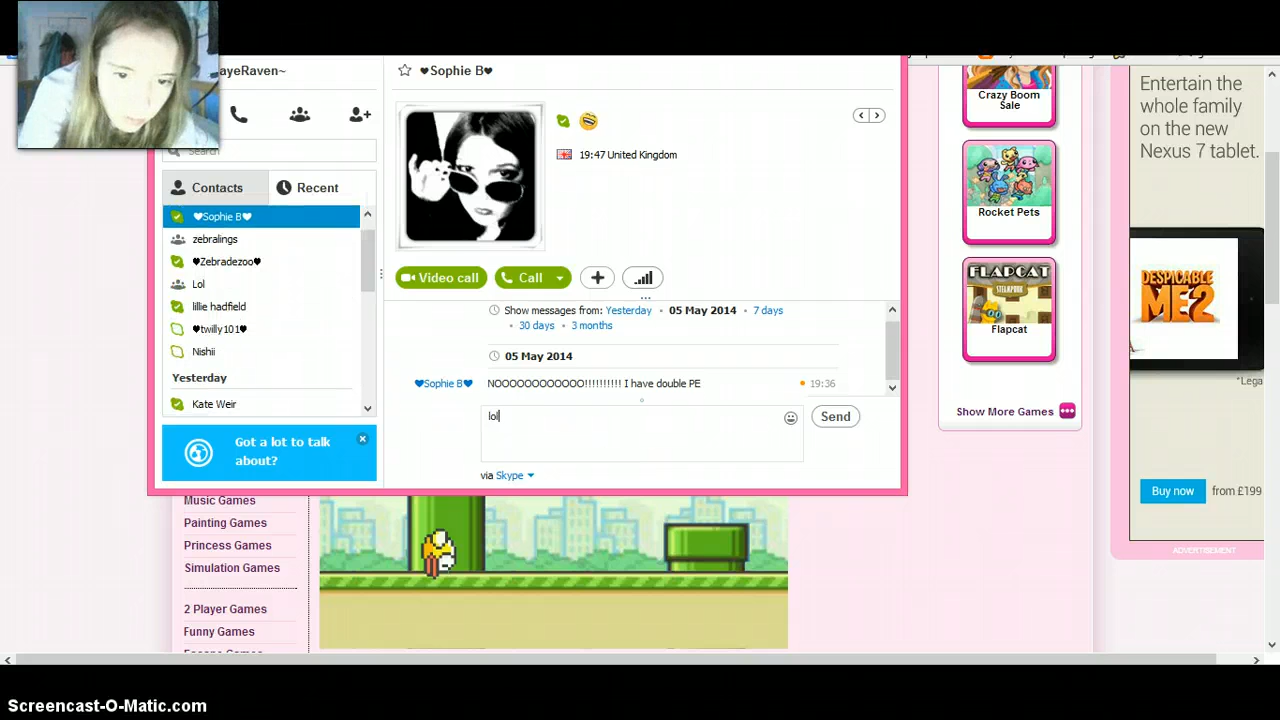 ayeRaven~
♥Sophie B♥
19:47 United Kingdom
Search
Contacts
Recent
♥Sophie B♥
zebralings
♥Zebradezoo♥
Lol
lillie hadfield
♥twilly101♥
Nishii
Yesterday
Kate Weir
Got a lot to talk
about?
Video call
Call
Show messages from: Yesterday • 05 May 2014 • 7 days
• 30 days • 3 months
05 May 2014
♥Sophie B♥ NOOOOOOOOOOOO!!!!!!!!!! I have double PE 19:36
lol
Send
via Skype
Music Games
Painting Games
Princess Games
Simulation Games
2 Player Games
Funny Games
Crazy Boom
Sale
Rocket Pets
FLAPCAT
STEAMPUNK
Flapcat
Show More Games
Entertain the
whole family
on the new
Nexus 7 tablet.
DESPICABLE
ME 2
*Lega
Buy now from £199
ADVERTISEMENT
Screencast-O-Matic.com